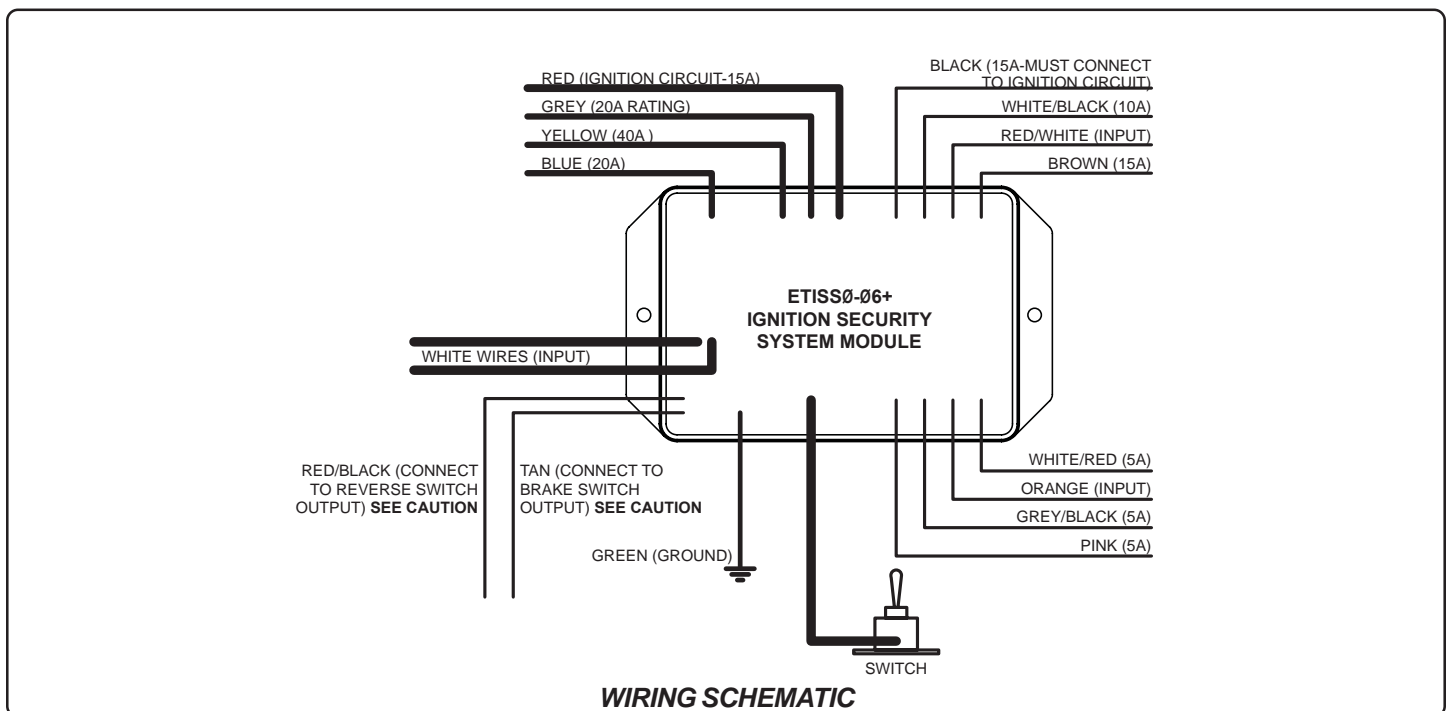 RED (IGNITION CIRCUIT-15A)
GREY (20A RATING)
YELLOW (40A )
BLUE (20A)
BLACK (15A-MUST CONNECT
TO IGNITION CIRCUIT)
WHITE/BLACK (10A)
RED/WHITE (INPUT)
BROWN (15A)
ETISSØ-Ø6+
IGNITION SECURITY
SYSTEM MODULE
WHITE WIRES (INPUT)
RED/BLACK (CONNECT
TO REVERSE SWITCH
OUTPUT) SEE CAUTION
TAN (CONNECT TO
BRAKE SWITCH
OUTPUT) SEE CAUTION
GREEN (GROUND)
WHITE/RED (5A)
ORANGE (INPUT)
GREY/BLACK (5A)
PINK (5A)
SWITCH
WIRING SCHEMATIC